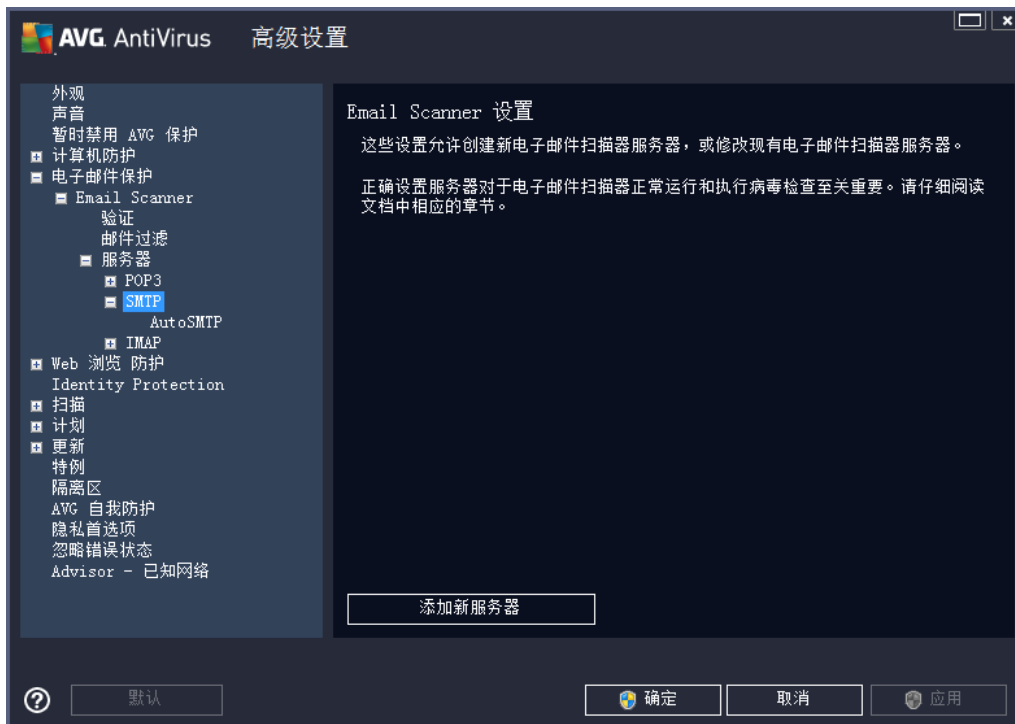 AVG. AntiVirus 高级设置
外观
声音
暂时禁用 AVG 保护
计算机防护
电子邮件保护
Email Scanner
验证
邮件过滤
服务器
POP3
SMTP
AutoSMTP
IMAP
Web 浏览 防护
Identity Protection
扫描
计划
更新
特例
隔离区
AVG 自我防护
隐私首选项
忽略错误状态
Advisor - 已知网络
Email Scanner 设置
这些设置允许创建新电子邮件扫描器服务器，或修改现有电子邮件扫描器服务器。
正确设置服务器对于电子邮件扫描器正常运行和执行病毒检查至关重要。请仔细阅读
文档中相应的章节。
添加新服务器
默认
确定
取消
应用